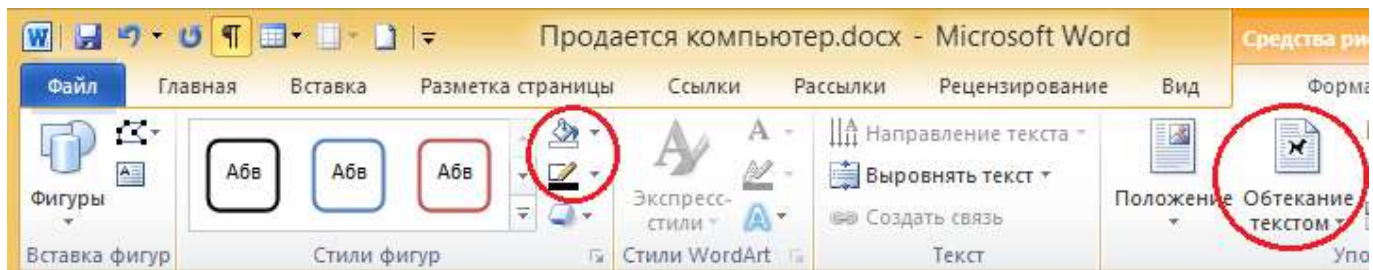 W Продается компьютер.docx - Microsoft Word Средства ри
Файл Главная Вставка Разметка страницы Ссылки Рассылки Рецензирование Вид Форма
Абв Абв Абв
Фигуры
Экспресс-стили
Направление текста
Выровнять текст
Создать связь
Положение
Обтекание
текстом
Вставка фигур Стили фигур Стили WordArt Текст Упо